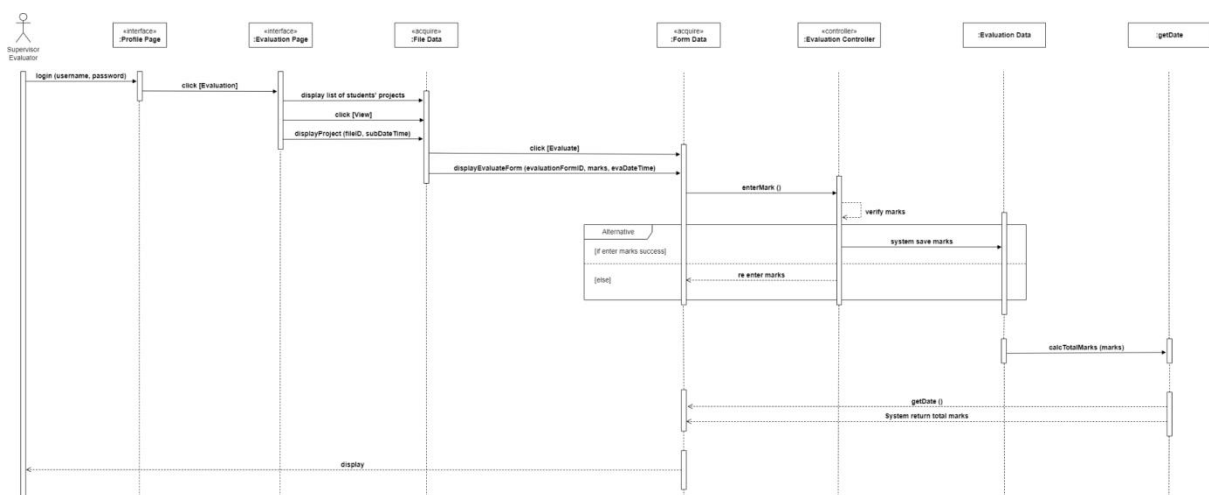 Supervisor
Evaluator
«interface»
:Profile Page
«interface»
:Evaluation Page
«acquire»
:File Data
«acquire»
:Form Data
«controller»
:Evaluation Controller
:Evaluation Data
:getDate
login (username, password)
click [Evaluation]
display list of students' projects
click [View]
displayProject (fileID, subDateTime)
click [Evaluate]
displayEvaluateForm (evaluationFormID, marks, evaDateTime)
enterMark ()
verify marks
Alternative
[if enter marks success]
system save marks
[else]
re enter marks
calcTotalMarks (marks)
getDate ()
System return total marks
display